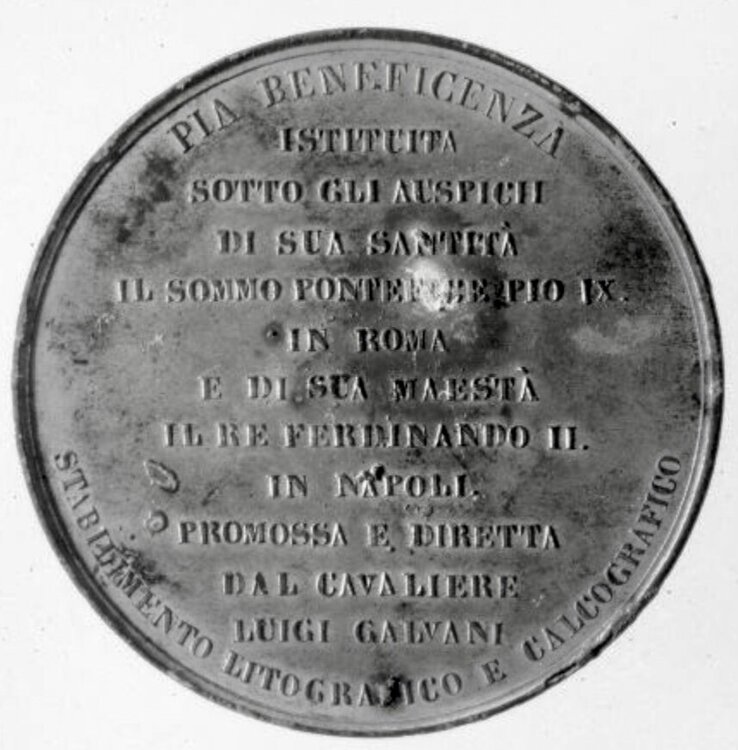 PIA BENEFICENZA
ISTITUITA
SOTTO GLI AUSPICII
DI SUA SANTITÀ
IL SOMMO PONTEFICE PIO IX.
IN ROMA
E DI SUA MAESTÀ
IL RE FERDINANDO II.
IN NAPOLI.
PROMOSSA E DIRETTA
DAL CAVALIERE
LUIGI GALVANI
STABILIMENTO LITOGRAFICO E CALCOGRAFICO